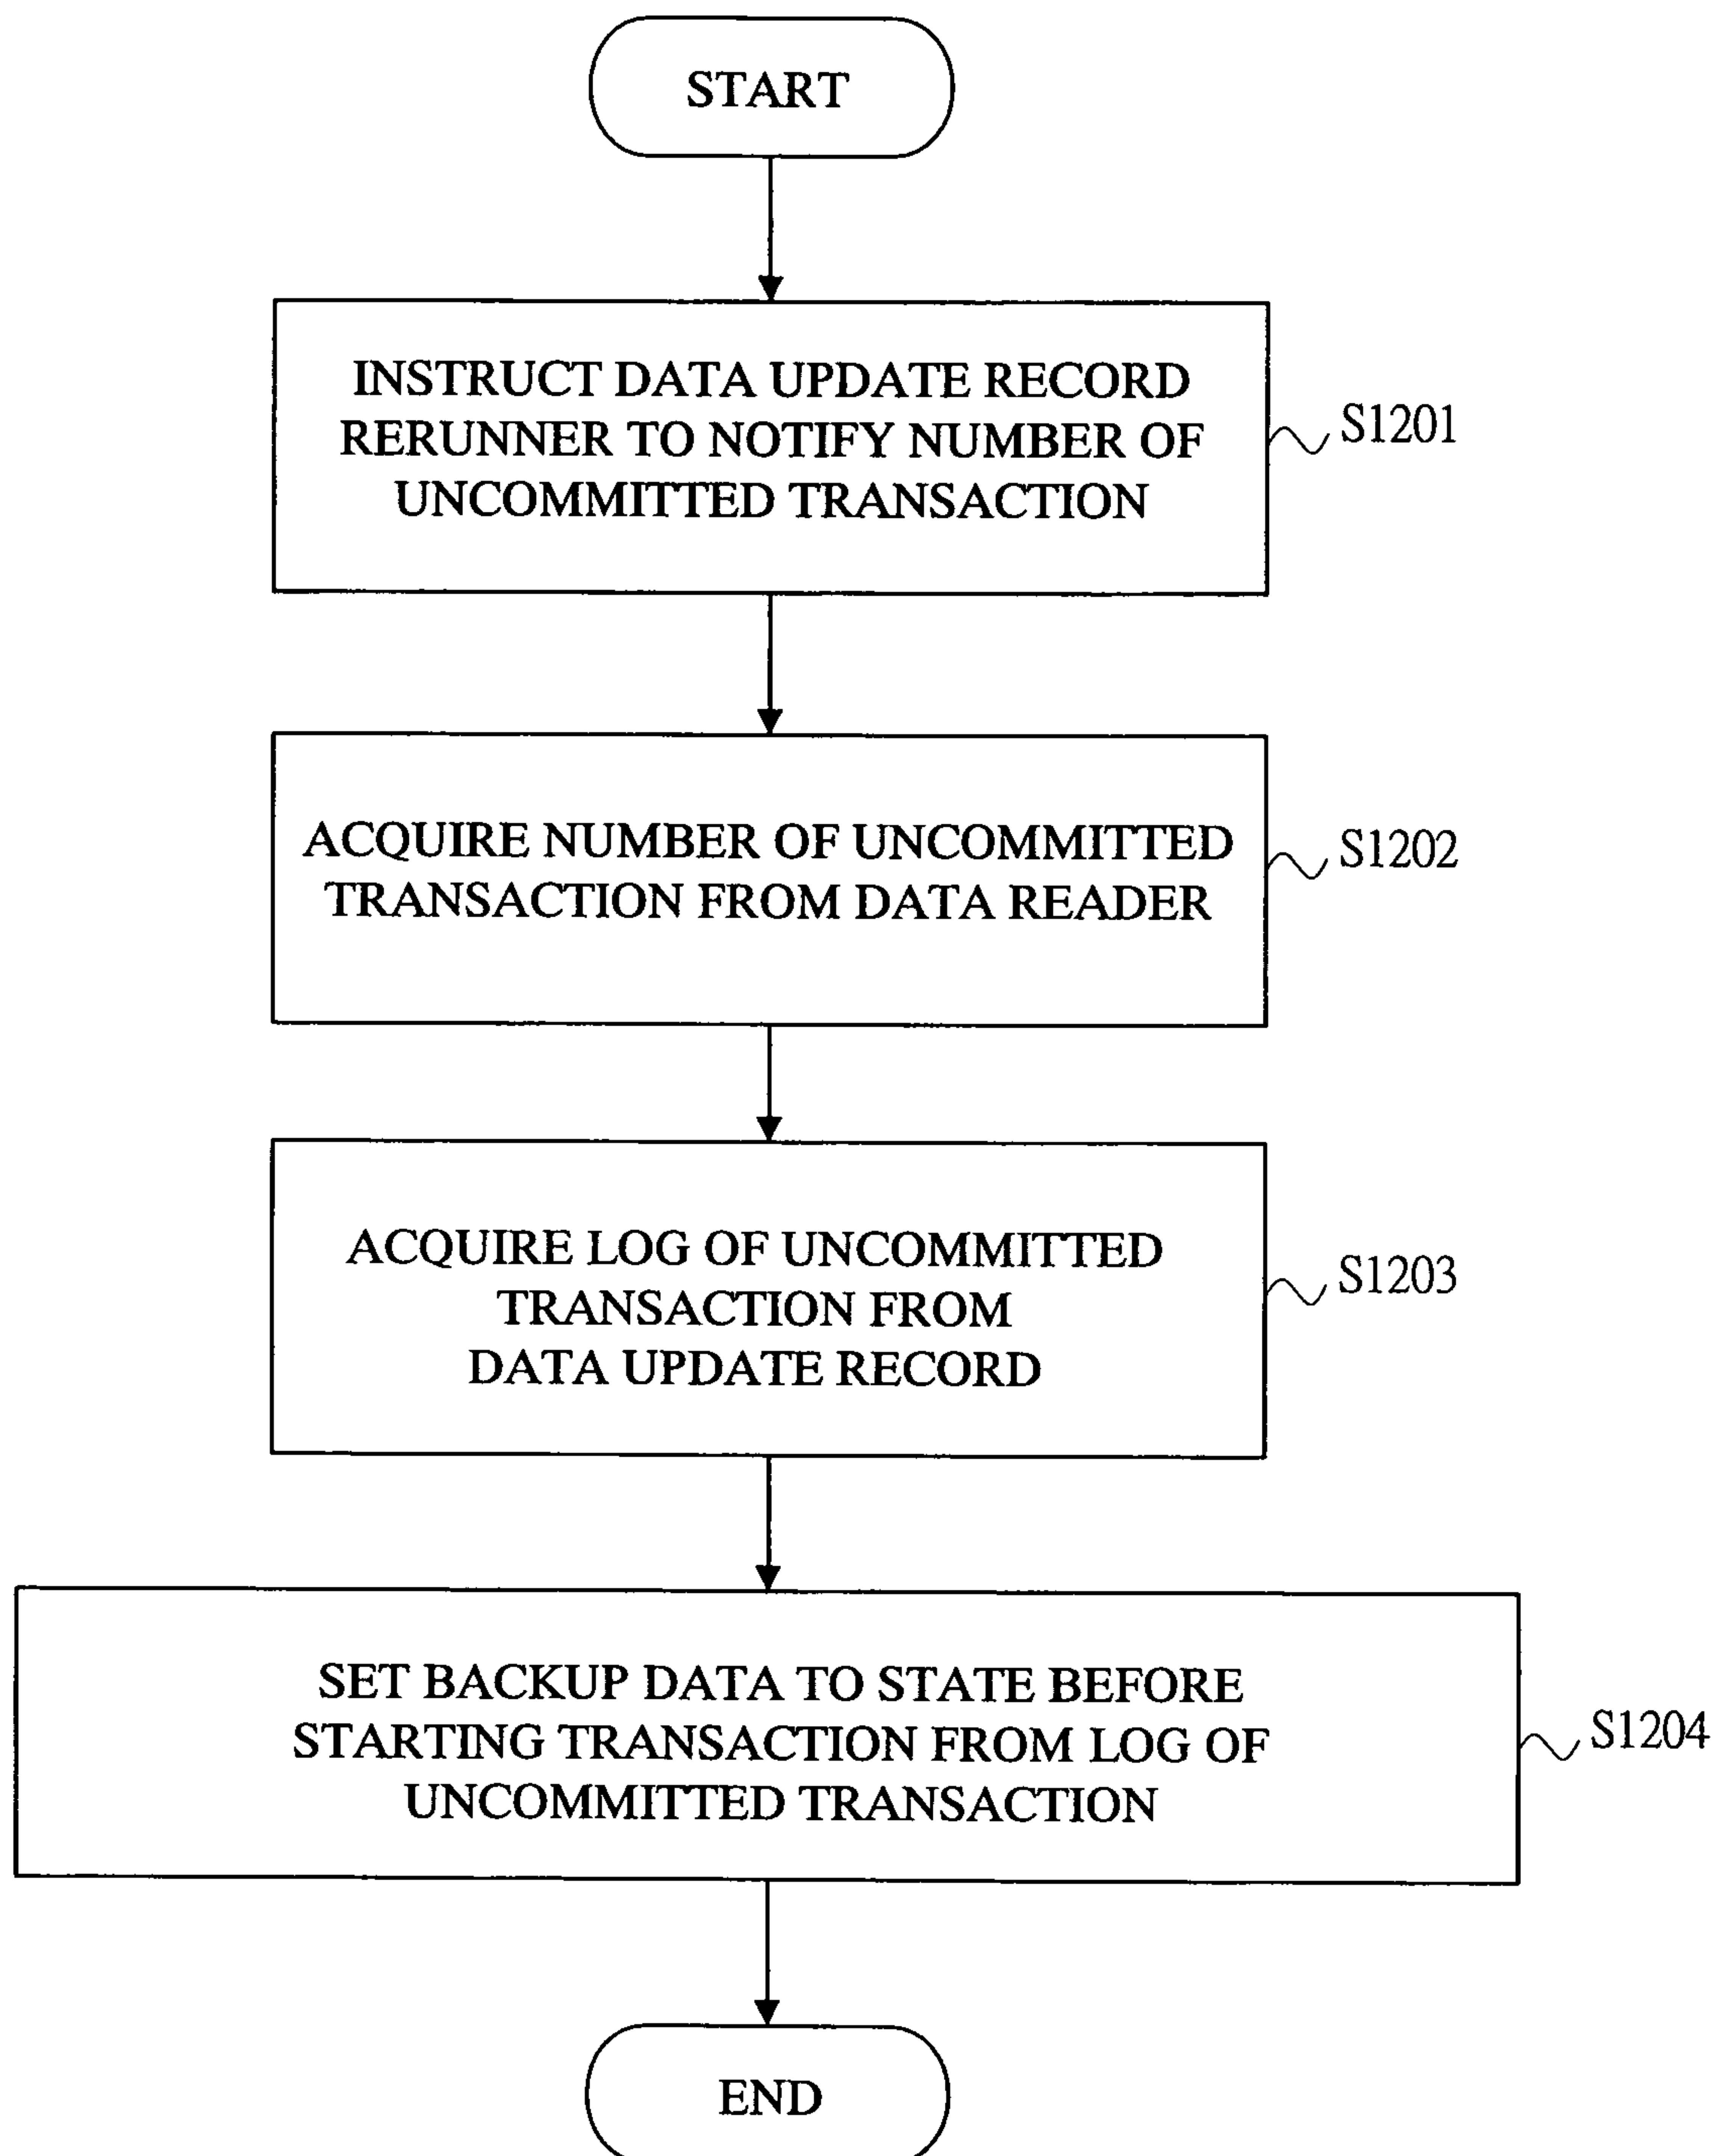 START
INSTRUCT DATA UPDATE RECORD
RERUNNER TO NOTIFY NUMBER OF
UNCOMMITTED TRANSACTION
S1201
ACQUIRE NUMBER OF UNCOMMITTED
TRANSACTION FROM DATA READER
S1202
ACQUIRE LOG OF UNCOMMITTED
TRANSACTION FROM
DATA UPDATE RECORD
S1203
SET BACKUP DATA TO STATE BEFORE
STARTING TRANSACTION FROM LOG OF
UNCOMMITTED TRANSACTION
S1204
END